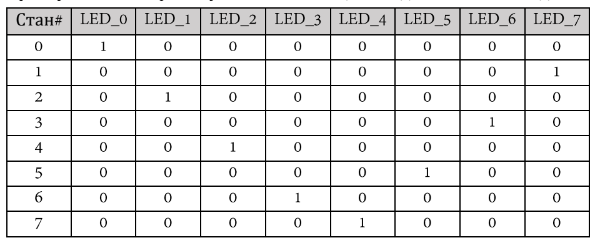 Стан# LED_0 LED_1 LED_2 LED_3 LED_4 LED_5 LED_6 LED_7
0 1 0 0 0 0 0 0 0
1 0 0 0 0 0 0 0 1
2 0 1 0 0 0 0 0 0
3 0 0 0 0 0 0 1 0
4 0 0 1 0 0 0 0 0
5 0 0 0 0 0 1 0 0
6 0 0 0 1 0 0 0 0
7 0 0 0 0 1 0 0 0